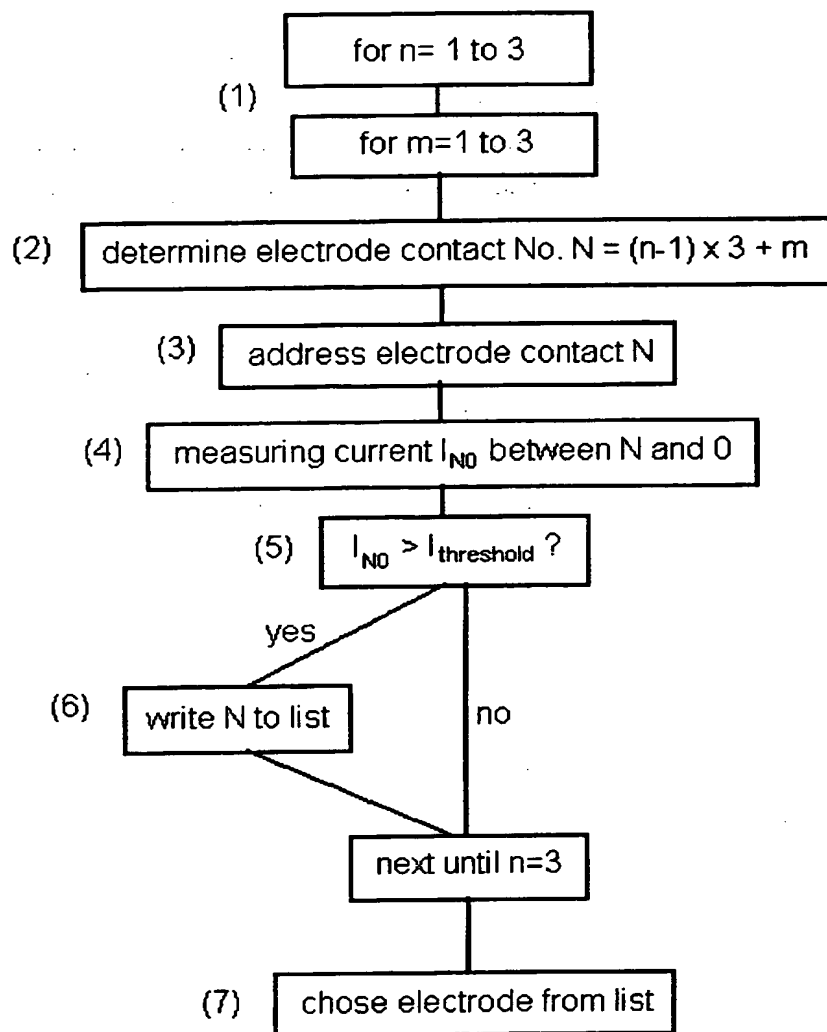 for n= 1 to 3
(1)
for m=1 to 3
(2) determine electrode contact No. N = (n-1) x 3 + m
(3) address electrode contact N
(4) measuring current I_N0 between N and 0
(5) I_N0 > I_threshold ?
yes
(6) write N to list
no
next until n=3
(7) chose electrode from list